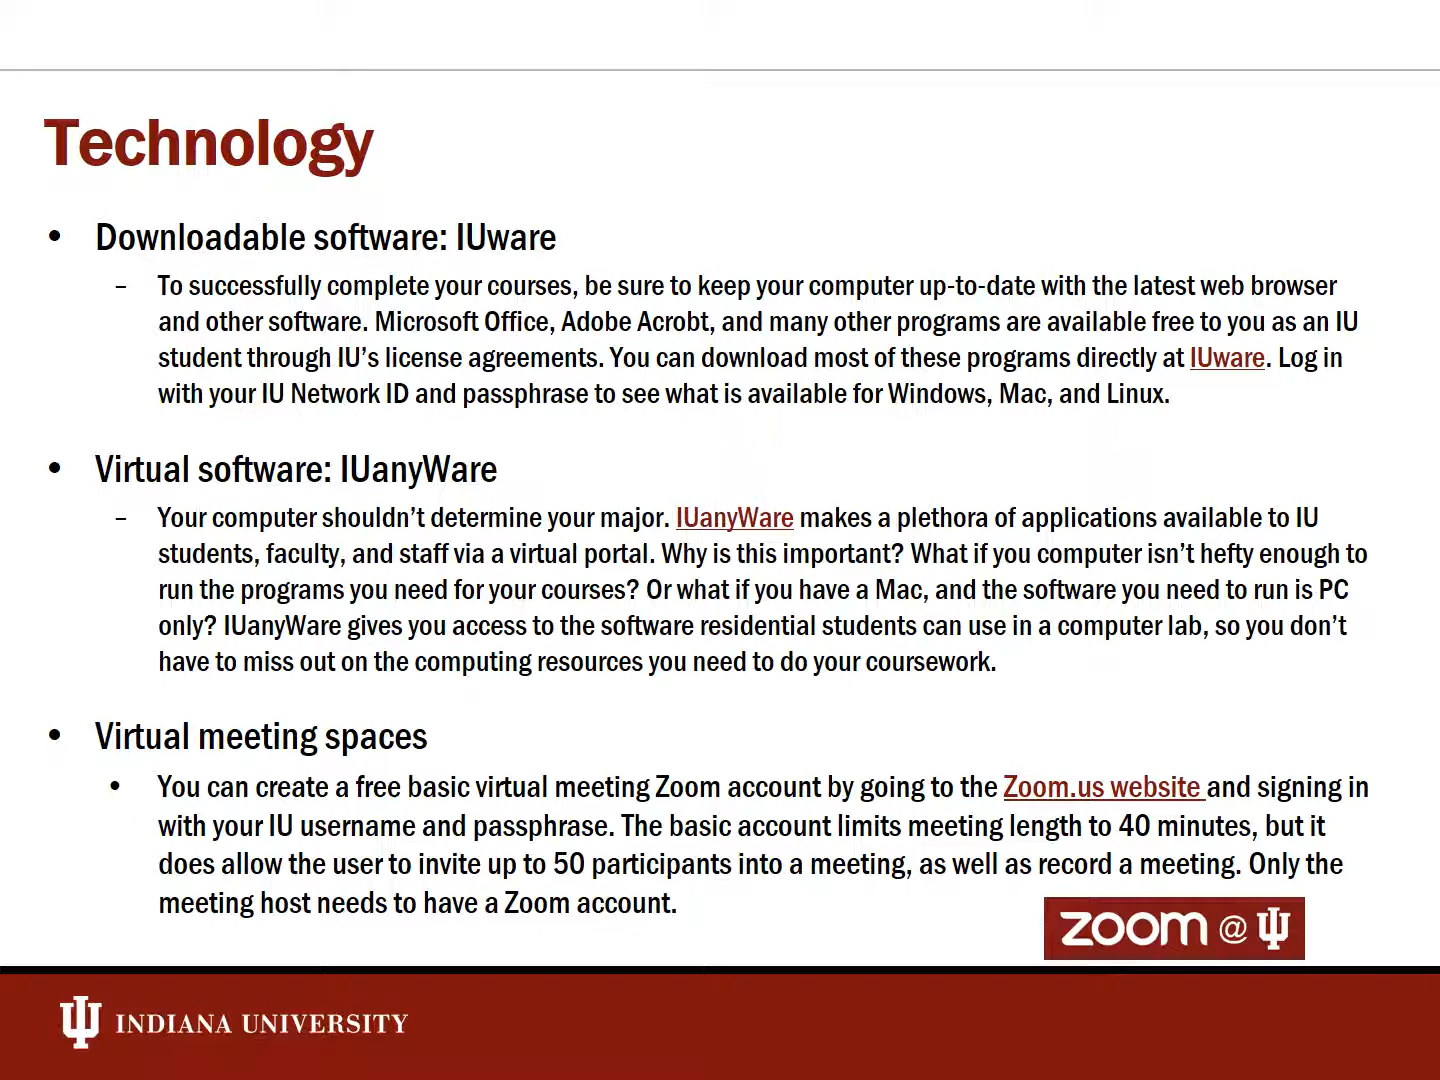 Technology
• Downloadable software: IUware
– To successfully complete your courses, be sure to keep your computer up-to-date with the latest web browser
and other software. Microsoft Office, Adobe Acrobt, and many other programs are available free to you as an IU
student through IU’s license agreements. You can download most of these programs directly at IUware. Log in
with your IU Network ID and passphrase to see what is available for Windows, Mac, and Linux.
• Virtual software: IUanyWare
– Your computer shouldn’t determine your major. IUanyWare makes a plethora of applications available to IU
students, faculty, and staff via a virtual portal. Why is this important? What if you computer isn’t hefty enough to
run the programs you need for your courses? Or what if you have a Mac, and the software you need to run is PC
only? IUanyWare gives you access to the software residential students can use in a computer lab, so you don’t
have to miss out on the computing resources you need to do your coursework.
• Virtual meeting spaces
• You can create a free basic virtual meeting Zoom account by going to the Zoom.us website and signing in
with your IU username and passphrase. The basic account limits meeting length to 40 minutes, but it
does allow the user to invite up to 50 participants into a meeting, as well as record a meeting. Only the
meeting host needs to have a Zoom account.
zoom @ IU
INDIANA UNIVERSITY